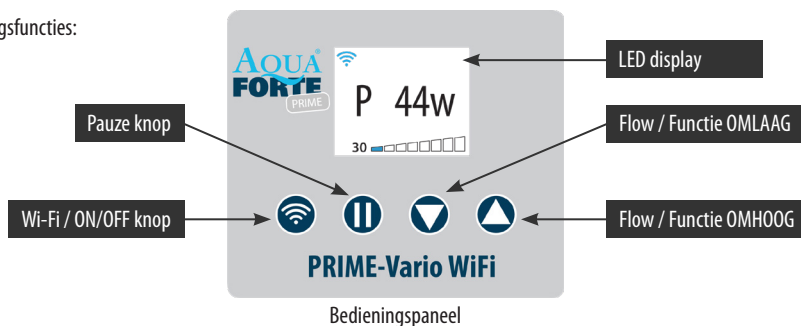 gsfuncties:
AQUA
FORTE
PRIME
P 44w
30
LED display
Pauze knop
Flow / Functie OMLAAG
Wi-Fi / ON/OFF knop
Flow / Functie OMHOOG
PRIME-Vario WiFi
Bedieningspaneel